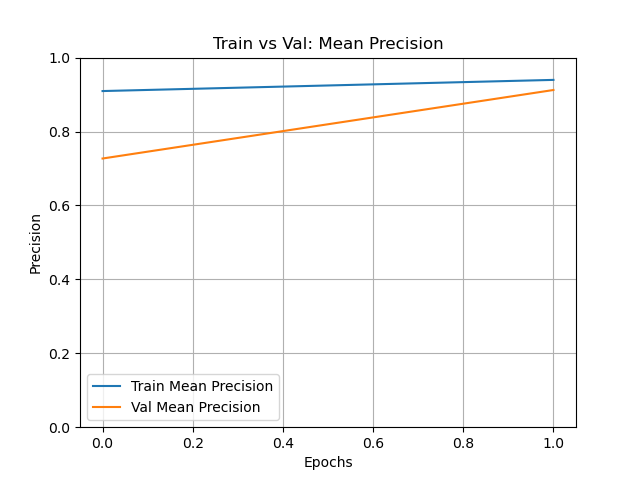 Train vs Val: Mean Precision
1.0
0.8
0.6
0.4
0.2
0.0
Precision
Train Mean Precision
Val Mean Precision
0.0 0.2 0.4 0.6 0.8 1.0
Epochs